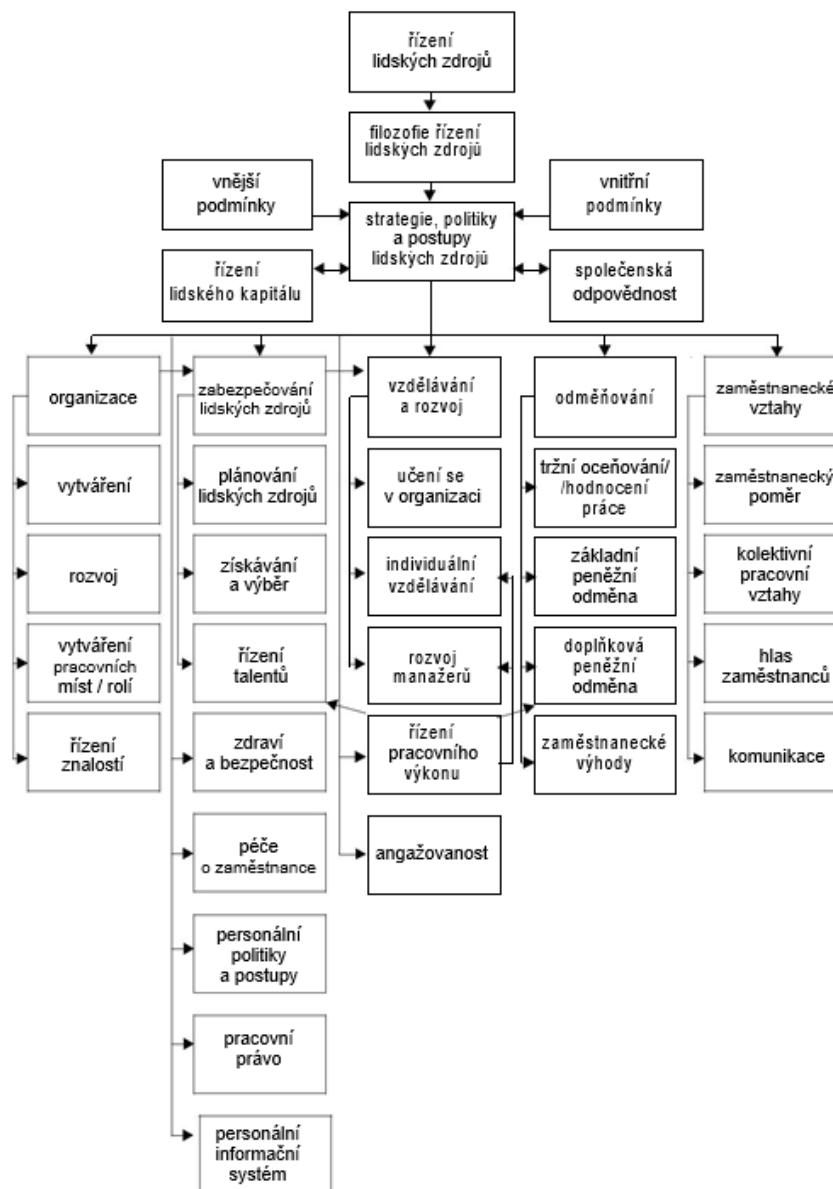 řízení
lidských zdrojů
filozofie řízení
lidských zdrojů
vnější
podmínky
vnitřní
podmínky
strategie, politiky
a postupy
lidských zdrojů
řízení
lidského kapitálu
společenská
odpovědnost
organizace
zabezpečování
lidských zdrojů
vzdělávání
a rozvoj
odměňování
zaměstnanecké
vztahy
vytváření
plánování
lidských zdrojů
učení se
v organizaci
tržní oceňování/
/hodnocení
práce
zaměstnanecký
poměr
rozvoj
získávání
a výběr
individuální
vzdělávání
základní
peněžní
odměna
kolektivní
pracovní
vztahy
vytváření
pracovních
míst / rolí
řízení
talentů
rozvoj
manažerů
doplňková
peněžní
odměna
hlas
zaměstnanců
řízení
znalostí
zdraví
a bezpečnost
řízení
pracovního
výkonu
zaměstnanecké
výhody
komunikace
péče
o zaměstnance
angažovanost
personální
politiky
a postupy
pracovní
právo
personální
informační
systém